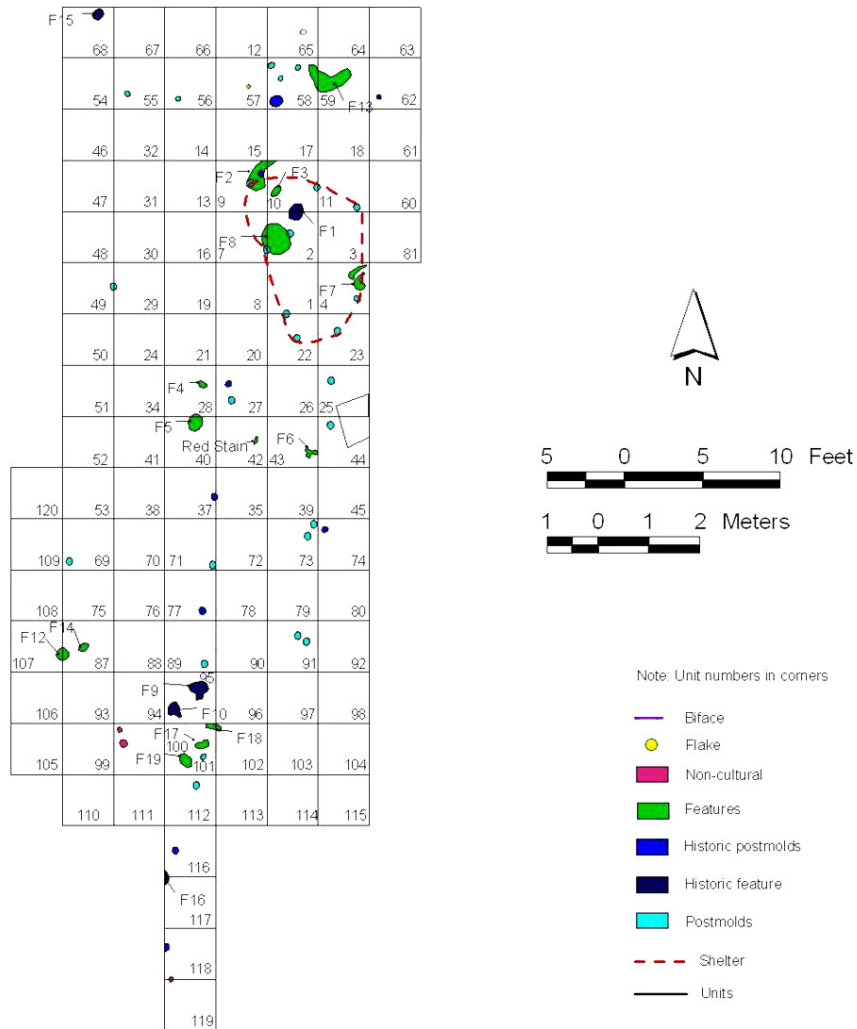 F15
68 67 66 12 65 64 63
54 55 56 57 58 59 F13 62
46 32 14 15 17 18 61
F2 F3
47 31 13 9 10 11 60
F1
F8
48 30 16 7 2 3 81
F7
49 29 19 8 1 4
50 24 21 20 22 23
F4
51 34 28 27 26 25
F5
Red Stain F6
52 41 40 42 43 44
120 53 38 37 35 39 45
109 69 70 71 72 73 74
108 75 76 77 78 79 80
F14
F12
107 87 88 89 90 91 92
95
F9
106 93 94 F10 96 97 98
F17 F18
100
F19
105 99 101 102 103 104
110 111 112 113 114 115
116
F16
117
118
119
N
5 0 5 10 Feet
1 0 1 2 Meters
Note: Unit numbers in corners
Biface
Flake
Non-cultural
Features
Historic postmolds
Historic feature
Postmolds
Shelter
Units